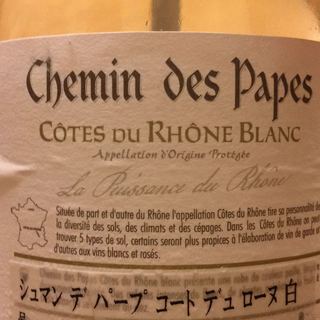 Chemin des Papes
CÔTES DU RHÔNE BLANC
Appellation d'Origine Protégée
La Puissance du Rhône
Située de part et d'autre du Rhône l'appellation Côtes du Rhône tire sa personnalité de
la diversité des sols, climats et des cépages. Dans les Côtes du Rhône on peut
trouver 5 types de sol, certains seront plus propices à l'élaboration de vin de garde
d'autres aux vins blancs et rosés.
シュマン デ パープ コート デュ ローヌ 白